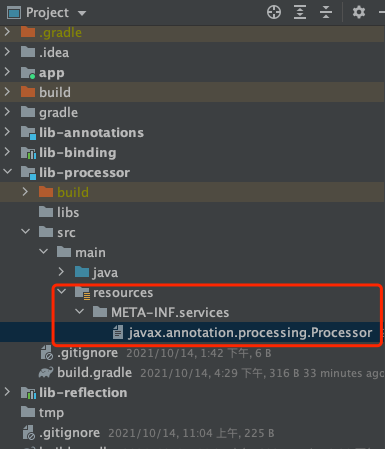 Project
.gradle
.idea
app
build
gradle
lib-annotations
lib-binding
lib-processor
build
libs
src
main
java
resources
META-INF.services
javax.annotation.processing.Processor
.gitignore 2021/10/14, 1:42 下午, 6 B
build.gradle 2021/10/14, 4:29 下午, 316 B 33 minutes ago
lib-reflection
tmp
.gitignore 2021/10/14, 11:04 上午, 225 B